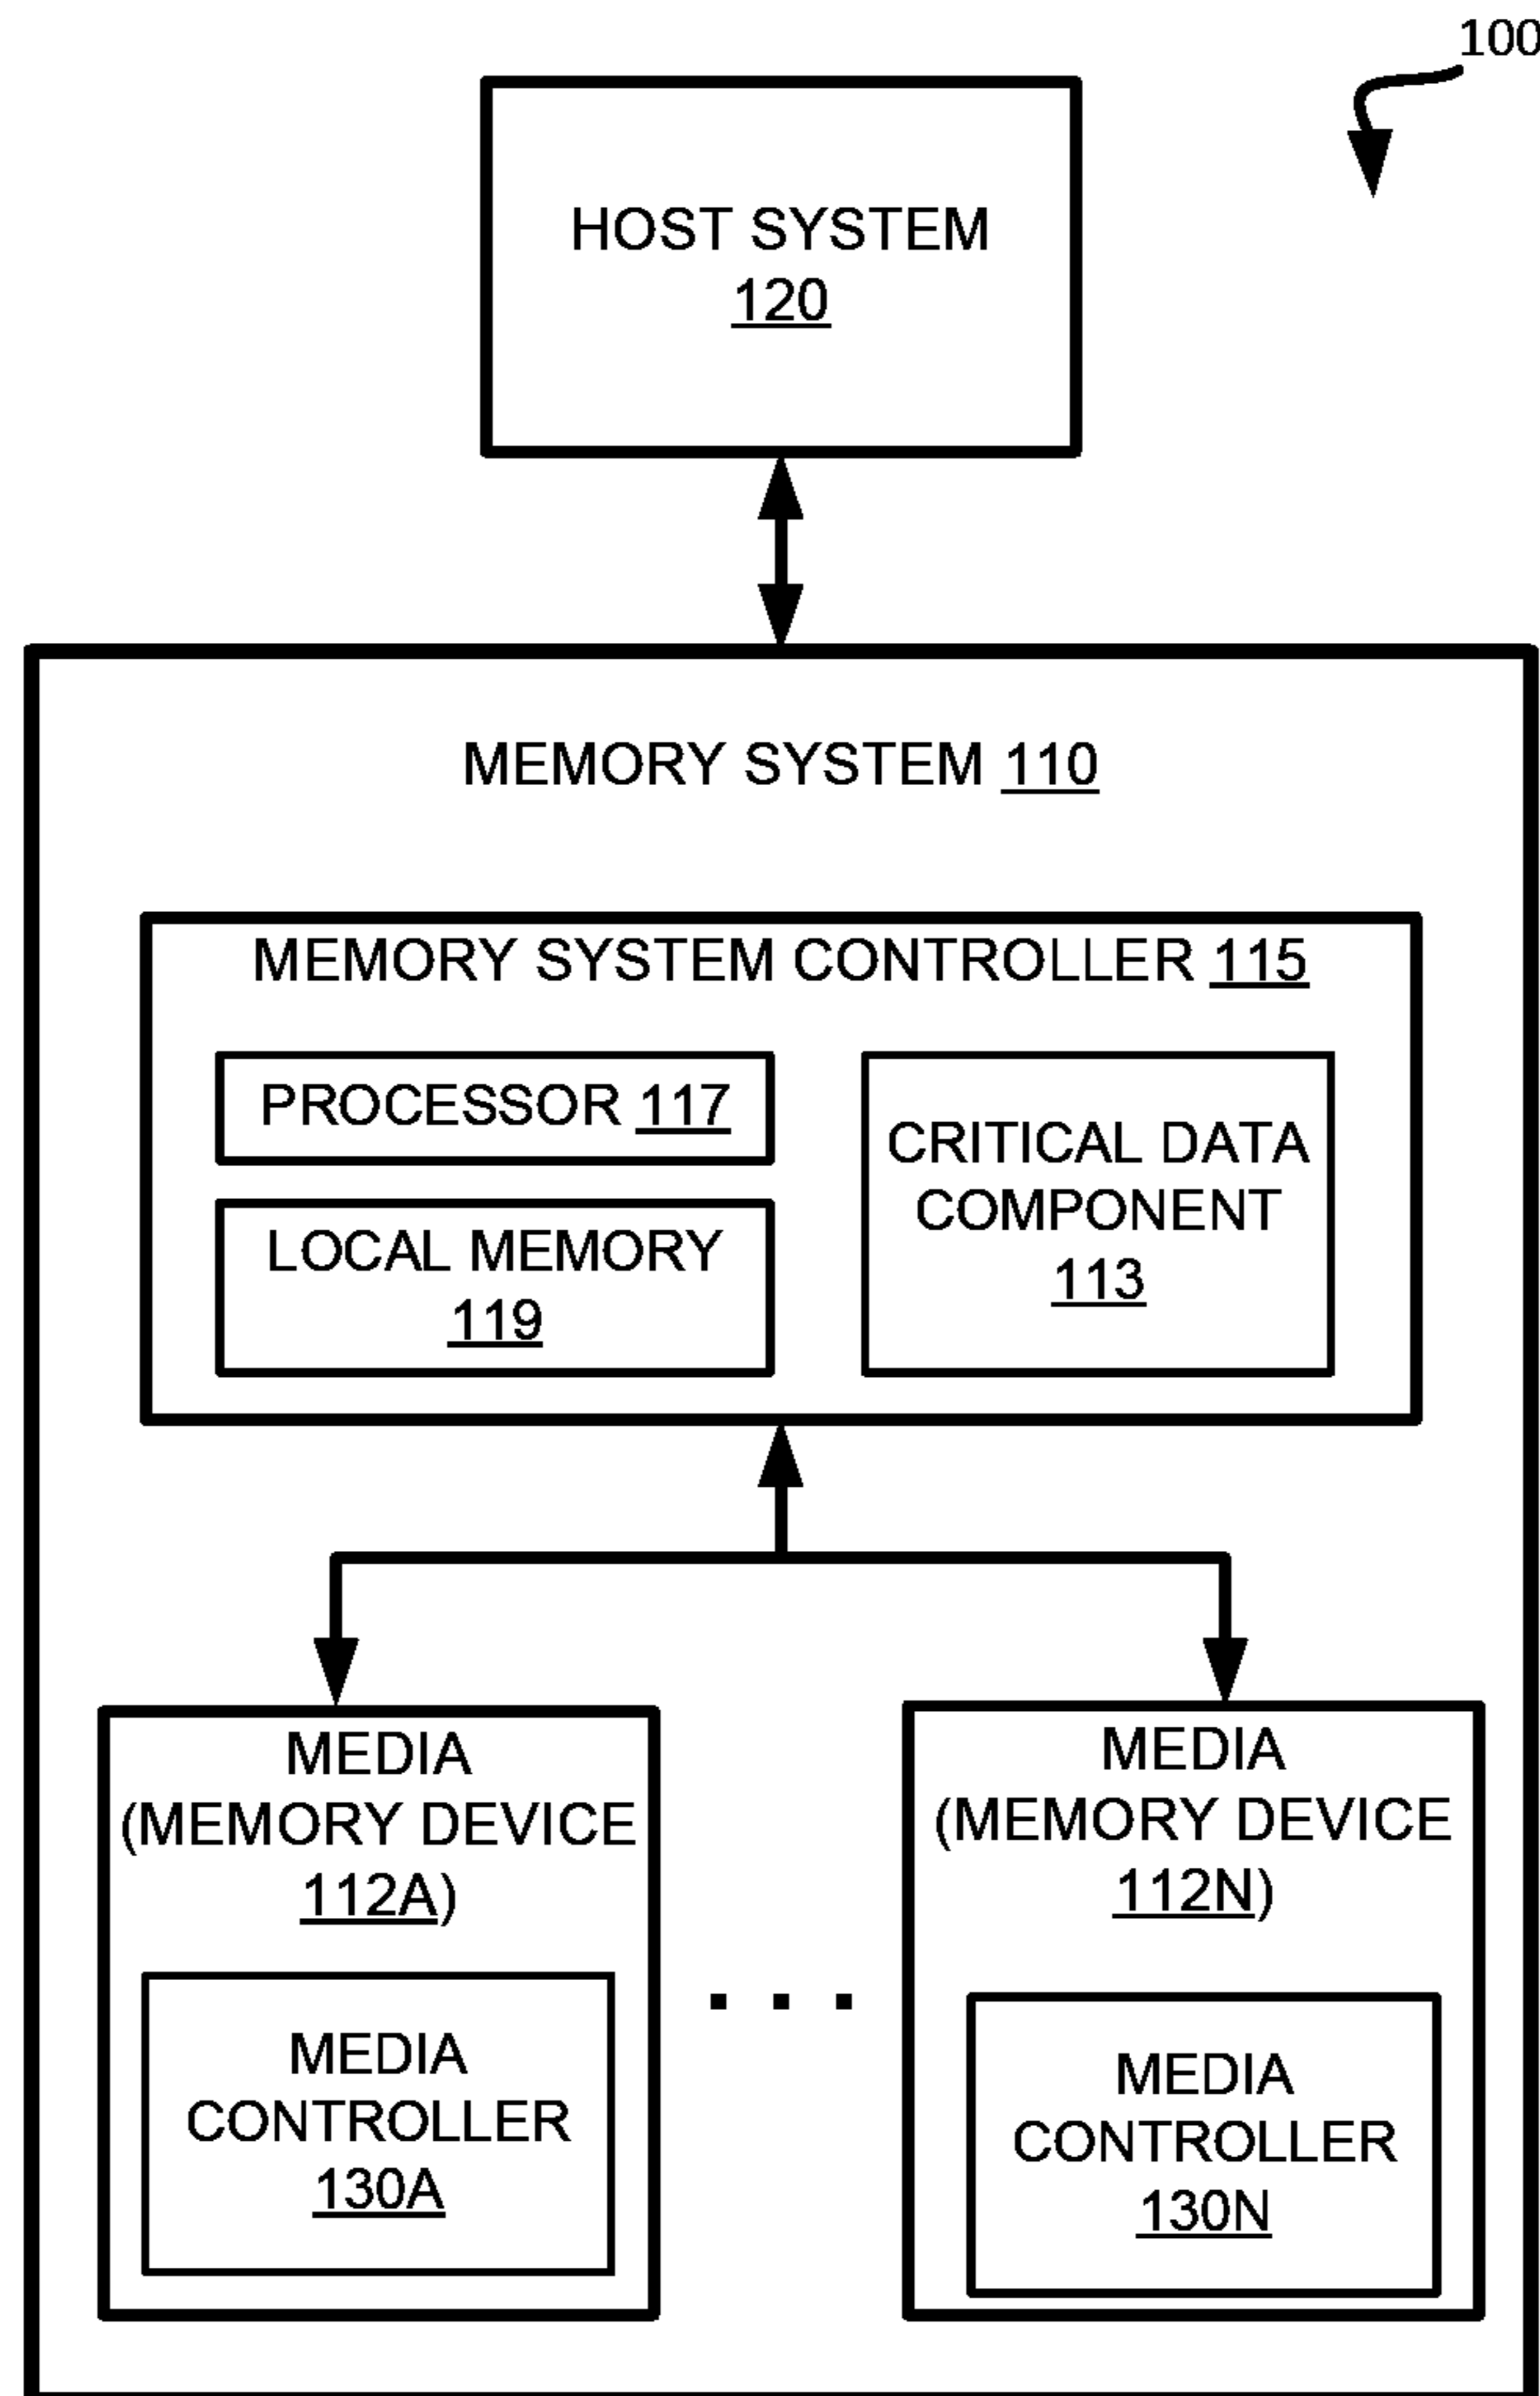 100
HOST SYSTEM
120
MEMORY SYSTEM 110
MEMORY SYSTEM CONTROLLER 115
PROCESSOR 117
LOCAL MEMORY
119
CRITICAL DATA
COMPONENT
113
MEDIA
(MEMORY DEVICE
112A)
MEDIA
CONTROLLER
130A
. . .
MEDIA
(MEMORY DEVICE
112N)
MEDIA
CONTROLLER
130N